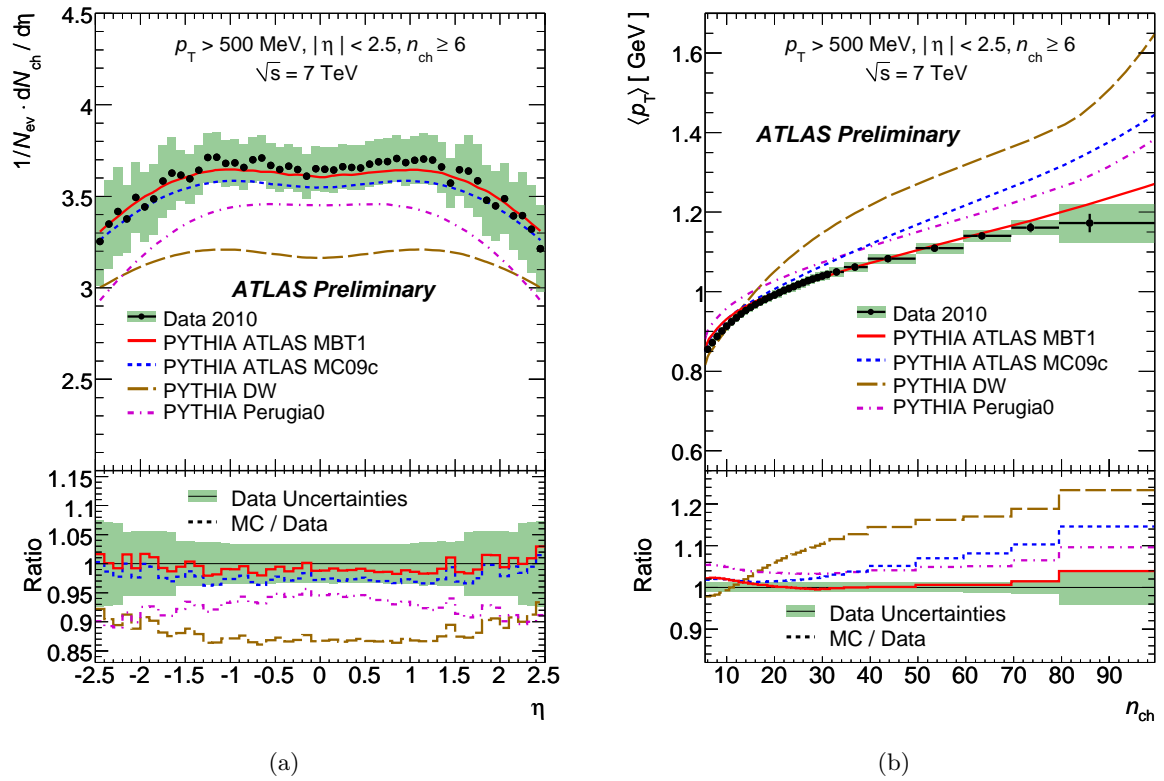 1/N_ev · dN_ch / dη
p_T > 500 MeV, | η | < 2.5, n_ch ≥ 6
√s = 7 TeV
4.5
4
3.5
3
2.5
ATLAS Preliminary
Data 2010
PYTHIA ATLAS MBT1
PYTHIA ATLAS MC09c
PYTHIA DW
PYTHIA Perugia0
Ratio
1.15
1.1
1.05
1.00
0.95
0.9
0.85
Data Uncertainties
MC / Data
-2.5 -2 -1.5 -1 -0.5 0 0.5 1 1.5 2 2.5
η
(a)
⟨p_T⟩ [ GeV ]
p_T > 500 MeV, | η | < 2.5, n_ch ≥ 6
√s = 7 TeV
1.6
1.4
1.2
1
0.8
0.6
ATLAS Preliminary
Data 2010
PYTHIA ATLAS MBT1
PYTHIA ATLAS MC09c
PYTHIA DW
PYTHIA Perugia0
Ratio
1.2
1.1
1.0
0.9
Data Uncertainties
MC / Data
10 20 30 40 50 60 70 80 90
n_ch
(b)